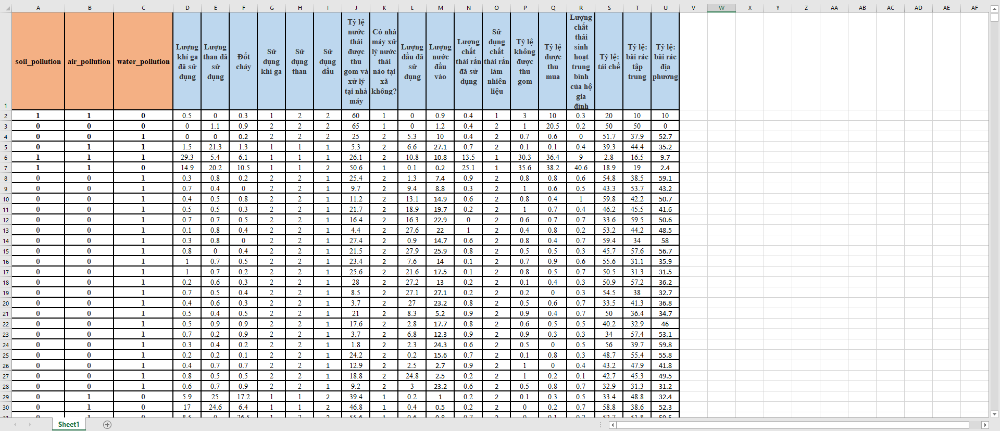 A B C D E F G H I J K L M N O P Q R S T U V W X Y Z AA AB AC AD AE AF
1 soil_pollution air_pollution water_pollution Lượng khí ga đã sử dụng Lượng than đã sử dụng Đốt cháy Sử dụng khí ga Sử dụng than Sử dụng dầu Tỷ lệ nước thải được thu gom và xử lý tại nhà máy Có nhà máy xử lý nước thải nào tại xã không? Lượng dầu đã sử dụng Lượng nước đầu vào Lượng chất thải rắn đã sử dụng Sử dụng chất thải rắn làm nhiên liệu Tỷ lệ không được thu gom Tỷ lệ được thu mua Lượng chất thải sinh hoạt trung bình của hộ gia đình Tỷ lệ: tái chế Tỷ lệ: bãi rác tập trung Tỷ lệ: bãi rác địa phương
2 1 1 0 0.5 0 0.3 1 2 2 60 1 0 0.9 0.4 1 3 10 0.3 20 10 10
3 0 0 0 0 1.1 0.9 2 2 2 65 1 0 1.2 0.4 2 1 20.5 0.2 50 50 0
4 0 0 1 0 0 0.2 2 2 2 25 2 5.3 10 0.4 2 0.7 0.6 0 51.7 37.9 52.7
5 0 1 1 1.5 21.3 1.3 1 1 1 5.3 2 6.6 27.1 0.7 2 0.1 0.1 0.4 39.3 44.4 35.2
6 1 1 1 29.3 5.4 6.1 1 1 1 26.1 2 10.8 10.8 13.5 1 30.3 36.4 9 2.8 16.5 9.7
7 1 1 0 14.9 20.2 10.5 1 1 2 50.6 1 0.1 0.2 25.1 1 35.6 38.2 40.6 18.9 19 2.4
8 0 0 1 0.3 0.8 0.2 2 2 1 25.4 2 1.3 7.4 0.9 2 0.8 0.8 0.6 54.8 38.5 59.1
9 0 0 1 0.7 0.4 0 2 2 1 9.7 2 9.4 8.8 0.3 2 1 0.6 0.5 43.3 53.7 43.2
10 0 0 1 0.4 0.5 0.8 2 2 1 11.2 2 13.1 14.9 0.6 2 0.8 0.4 1 59.8 42.2 50.7
11 0 0 1 0.5 0.5 0.3 2 2 1 21.7 2 18.9 19.7 0.2 2 1 0.7 0.4 46.2 45.5 41.6
12 0 0 1 0.7 0.7 0.5 2 2 1 16.4 2 16.3 22.9 0 2 0.6 0.7 0.7 33.6 59.5 50.6
13 0 0 1 0.1 0.8 0.4 2 2 1 4.4 2 27.6 22 1 2 0.4 0.8 0.2 53.2 44.2 48.5
14 0 0 1 0.3 0.8 0 2 2 1 27.4 2 0.9 14.7 0.6 2 0.8 0.4 0.7 59.4 34 58
15 0 0 1 0.8 0 0.4 2 2 1 21.5 2 27.9 25.9 0.8 2 0.5 0.5 0.3 45.7 57.6 56.7
16 0 0 1 1 0.7 0.5 2 2 1 23.4 2 7.6 14 0.1 2 0.7 0.9 0.6 55.6 31.1 35.9
17 0 0 1 1 0.7 0.2 2 2 1 25.6 2 21.6 17.5 0.1 2 0.8 0.5 0.7 50.5 31.3 31.5
18 0 0 1 0.2 0.6 0.3 2 2 1 28 2 27.2 13 0.2 2 0.1 0.4 0.3 50.9 57.2 36.2
19 0 0 1 0.7 0.5 0.4 2 2 1 8.5 2 27.1 27.1 0.2 2 0.2 0 0.3 54.5 38 32.7
20 0 0 1 0.4 0.6 0.3 2 2 1 3.7 2 27 23.2 0.8 2 0.5 0.6 0.7 33.5 41.3 36.8
21 0 0 1 0.5 0.4 0.5 2 2 1 21 2 8.3 5.2 0.9 2 0.9 0.4 0.7 50 36.4 34.7
22 0 0 1 0.5 0.9 0.9 2 2 1 17.6 2 2.8 17.7 0.8 2 0.6 0.5 0.5 40.2 32.9 46
23 0 0 1 0.7 0.2 0.9 2 2 1 3.7 2 6.8 12.3 0.9 2 0.9 0.3 0.3 34 57.4 53.1
24 0 0 1 0.3 0.4 0.2 2 2 1 1.8 2 2.3 24.3 0.6 2 0.5 0 0.5 56 39.7 59.8
25 0 0 1 0.2 0.2 0.1 2 2 1 24.2 2 0.2 15.6 0.7 2 0.1 0.8 0.3 48.7 55.4 55.8
26 0 0 1 0.4 0.7 0.7 2 2 1 12.9 2 2.5 2.7 0.9 2 1 0 0.4 43.2 47.9 41.8
27 0 0 1 0.8 0.5 0.5 2 2 1 18.8 2 24.8 2.5 0.2 2 1 0.2 0.1 42.7 45.3 49.5
28 0 0 1 0.6 0.7 0.9 2 2 1 9.2 2 3 23.2 0.6 2 0.5 0.8 0.7 32.9 31.3 31.2
29 0 1 0 5.9 25 17.2 1 1 2 39.4 1 0.2 1 0.2 2 0.1 0.3 0.5 33.4 48.8 32.4
30 0 1 0 17 24.6 6.4 1 1 2 46.8 1 0.4 0.5 0.2 2 0 0.2 0.7 58.8 38.6 52.3
Sheet1